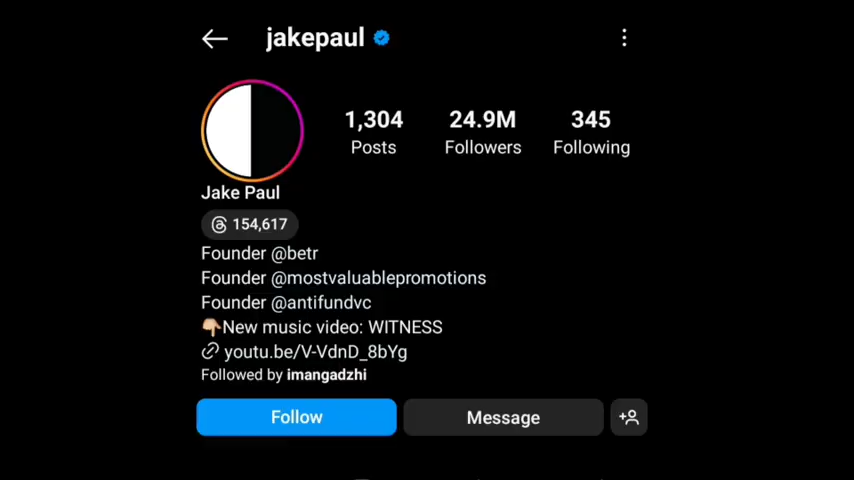 jakepaul
1,304 24.9M 345
Posts Followers Following
Jake Paul
154,617
Founder @betr
Founder @mostvaluablepromotions
Founder @antifundvc
👇🏼New music video: WITNESS
youtu.be/V-VdnD_8bYg
Followed by imangadzhi
Follow Message